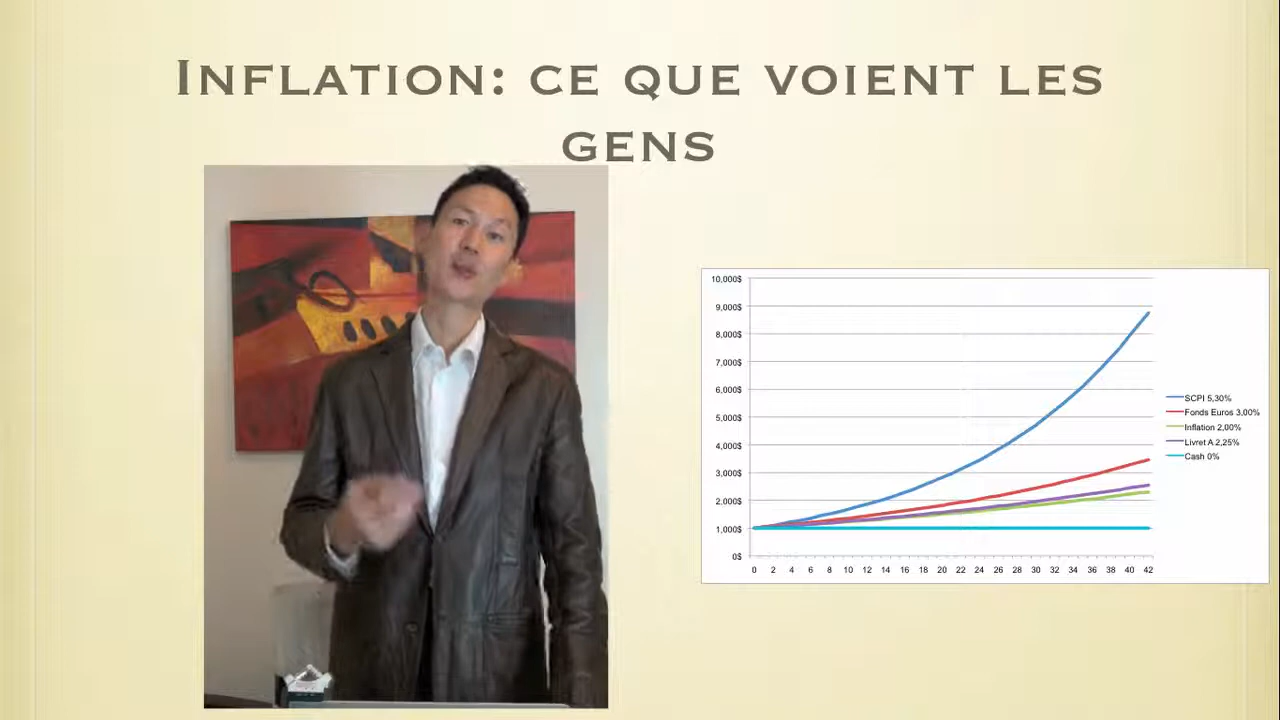 INFLATION: CE QUE VOIENT LES
GENS
10,000$
9,000$
8,000$
7,000$
6,000$
5,000$
4,000$
3,000$
2,000$
1,000$
0$
0 2 4 6 8 10 12 14 16 18 20 22 24 26 28 30 32 34 36 38 40 42
SCPI 5,30%
Fonds Euros 3,00%
Inflation 2,00%
Livret A 2,25%
Cash 0%